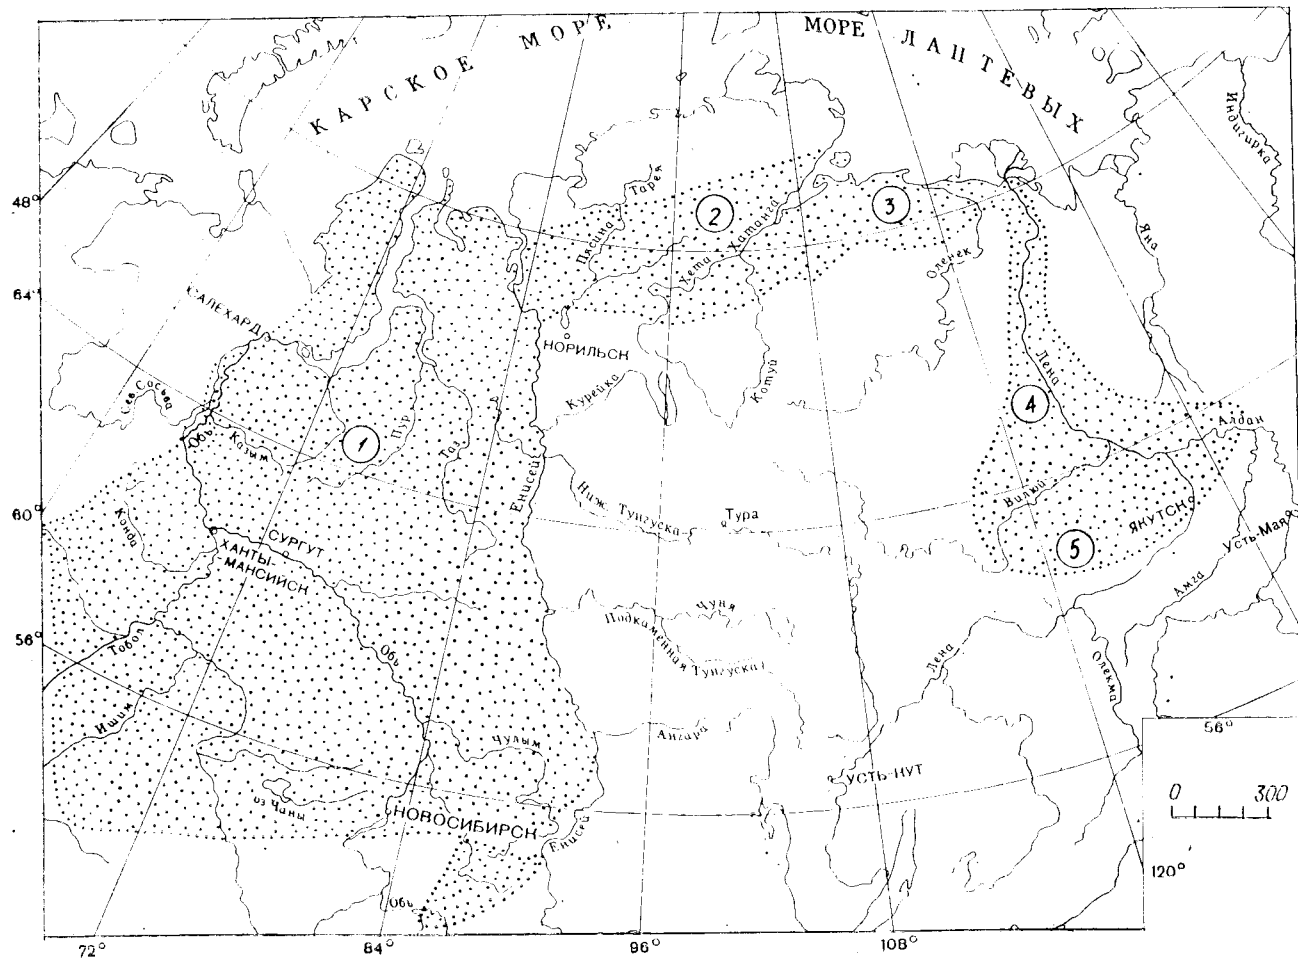 КАРСКОЕ МОРЕ
МОРЕ ЛАПТЕВЫХ
Индигирка
48°
Тарея
2
3
Хатанга
Пясина
Хета
Яна
Оленек
64°
САЛЕХАРД
НОРИЛЬСК
Лена
Котуй
Курейка
Сев. Сосьва
4
Алдан
Обь
Казым
1
Пур
Таз
Енисей
Вилюй
Ниж. Тунгуска
Тура
ЯКУТСК
60°
Конда
СУРГУТ
ХАНТЫ-
МАНСИЙСК
5
Усть-Мая
Амга
Чуня
Подкаменная Тунгуска
56°
Тобол
Обь
Лена
Олекма
Ишим
Чулым
Ангара
56°
УСТЬ-КУТ
0 300
оз Чаны
НОВОСИБИРСК
Енисей
120°
Обь
72°
84°
96°
108°